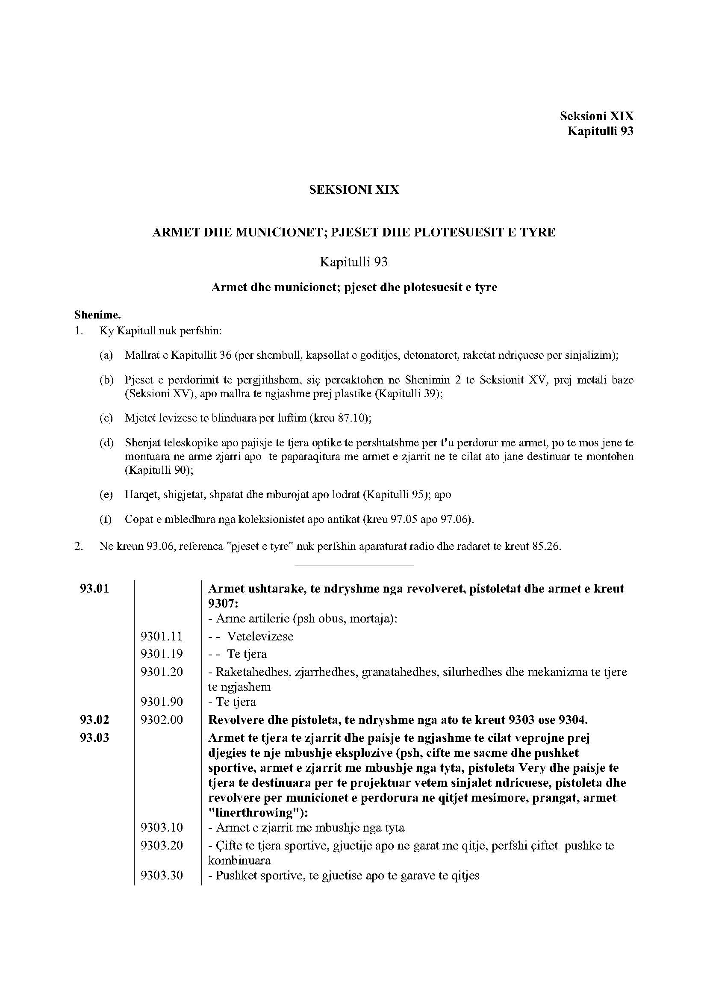 Seksioni XIX
Kapitulli 93
SEKSIONI XIX
ARMET DHE MUNICIONET; PJESET DHE PLOTESUESIT E TYRE
Kapitulli 93
Armet dhe municionet; pjeset dhe plotesuesit e tyre
Shenime.
1. Ky Kapitull nuk perfshin:
(a) Mallrat e Kapitullit 36 (per shembull, kapsollat e goditjes, detonatoret, raketat ndriçuese per sinjalizim);
(b) Pjeset e perdorimit te pergjithshem, siç percaktohen ne Shenimin 2 te Seksionit XV, prej metali baze
(Seksioni XV), apo mallra te ngjashme prej plastike (Kapitulli 39);
(c) Mjetet levizese te blinduara per luftim (kreu 87.10);
(d) Shenjat teleskopike apo pajisje te tjera optike te pershtatshme per t’u perdorur me armet, po te mos jene te
montuara ne arme zjarri apo te paparaqitura me armet e zjarrit ne te cilat ato jane destinuar te montohen
(Kapitulli 90);
(e) Harqet, shigjetat, shpatat dhe mburojat apo lodrat (Kapitulli 95); apo
(f) Copat e mbledhura nga koleksionistet apo antikat (kreu 97.05 apo 97.06).
2. Ne kreun 93.06, referenca "pjeset e tyre" nuk perfshin aparaturat radio dhe radaret te kreut 85.26.
93.01 Armet ushtarake, te ndryshme nga revolveret, pistoletat dhe armet e kreut
9307:
- Arme artilerie (psh obus, mortaja):
9301.11 - - Vetelevizese
9301.19 - - Te tjera
9301.20 - Raketahedhes, zjarrhedhes, granatahedhes, silurhedhes dhe mekanizma te tjere
te ngjashem
9301.90 - Te tjera
93.02 9302.00 Revolvere dhe pistoleta, te ndryshme nga ato te kreut 9303 ose 9304.
93.03 Armet te tjera te zjarrit dhe paisje te ngjashme te cilat veprojne prej
djegies te nje mbushje eksplozive (psh, cifte me sacme dhe pushket
sportive, armet e zjarrit me mbushje nga tyta, pistoleta Very dhe paisje te
tjera te destinuara per te projektuar vetem sinjalet ndricuese, pistoleta dhe
revolvere per municionet e perdorura ne qitjet mesimore, prangat, armet
"linerthrowing"):
9303.10 - Armet e zjarrit me mbushje nga tyta
9303.20 - Çifte te tjera sportive, gjuetije apo ne garat me qitje, perfshi çiftet pushke te
kombinuara
9303.30 - Pushket sportive, te gjuetise apo te garave te qitjes